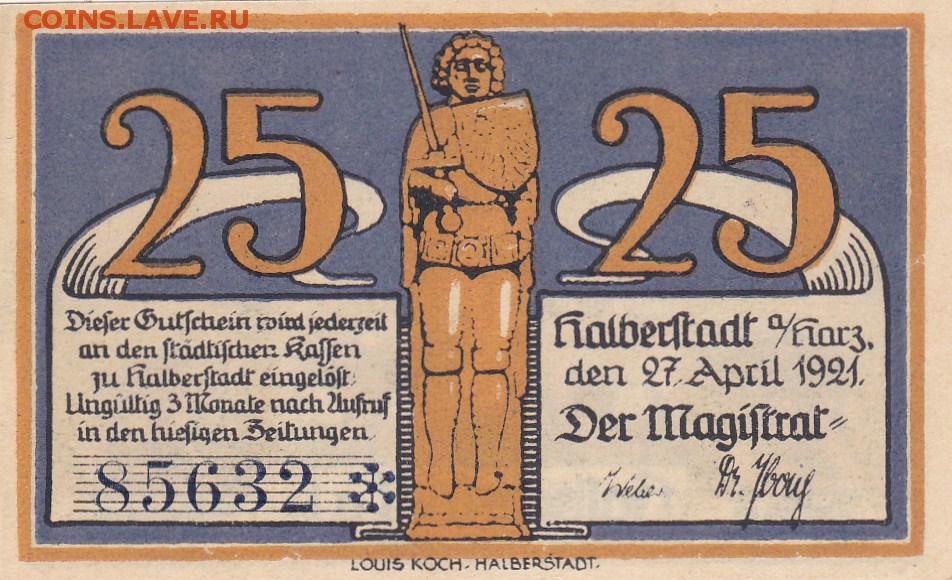 COINS.LAVE.RU
25
25
Dieser Gutschein wird jederzeit
an den städtischen Kassen
zu Halberstadt eingelöst.
Ungültig 3 Monate nach Aufruf
in den hiesigen Zeitungen
85632
Halberstadt a/Harz.
den 27. April 1921.
Der Magistrat
Weber
LOUIS KOCH. HALBERSTADT.